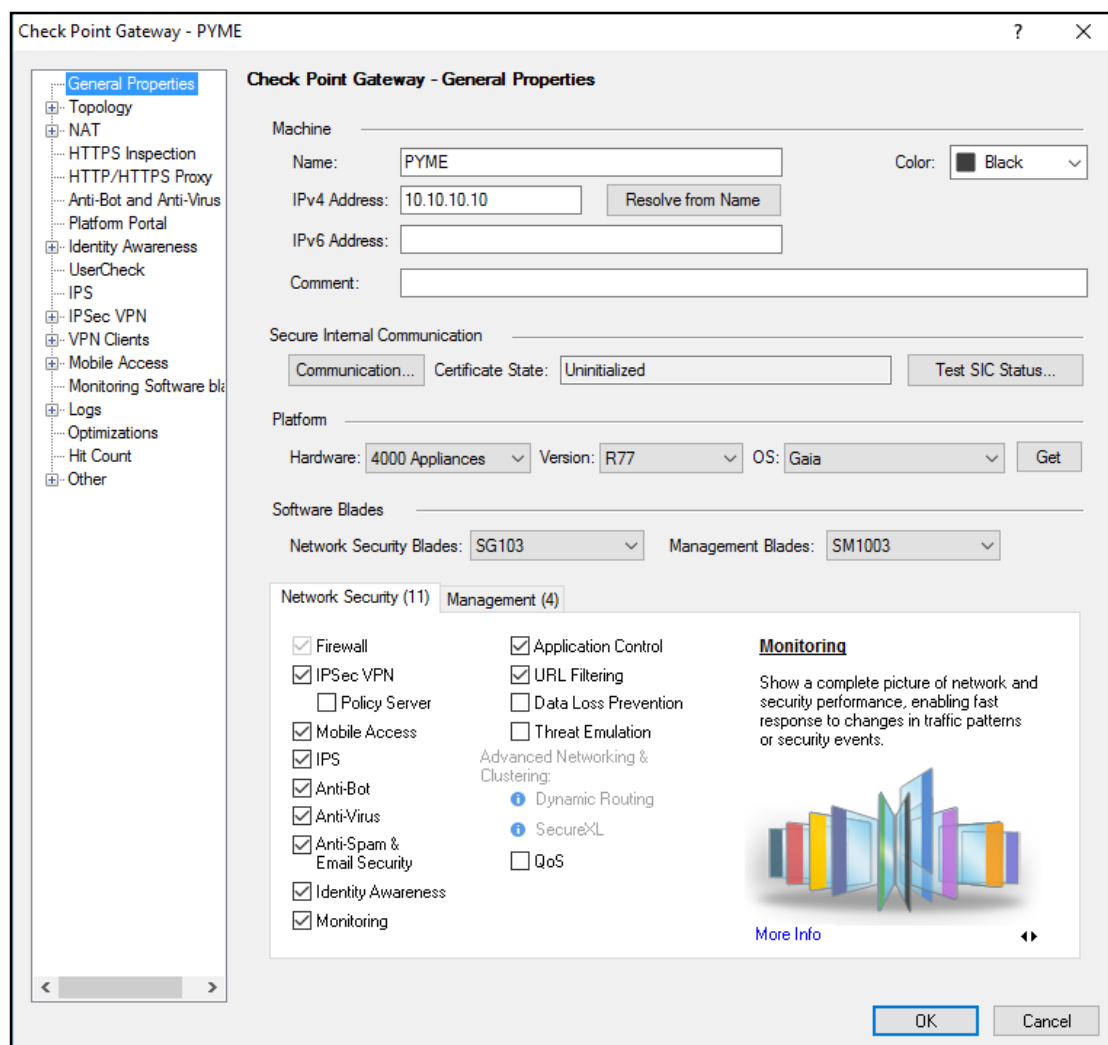 Check Point Gateway - PYME
?
General Properties
Topology
NAT
HTTPS Inspection
HTTP/HTTPS Proxy
Anti-Bot and Anti-Virus
Platform Portal
Identity Awareness
UserCheck
IPS
IPSec VPN
VPN Clients
Mobile Access
Monitoring Software bla
Logs
Optimizations
Hit Count
Other
Check Point Gateway - General Properties
Machine
Name: PYME Color: Black
IPv4 Address: 10.10.10.10 Resolve from Name
IPv6 Address:
Comment:
Secure Internal Communication
Communication... Certificate State: Uninitialized Test SIC Status...
Platform
Hardware: 4000 Appliances Version: R77 OS: Gaia Get
Software Blades
Network Security Blades: SG103 Management Blades: SM1003
Network Security (11) Management (4)
Firewall
IPSec VPN
Policy Server
Mobile Access
IPS
Anti-Bot
Anti-Virus
Anti-Spam &
Email Security
Identity Awareness
Monitoring
Application Control
URL Filtering
Data Loss Prevention
Threat Emulation
Advanced Networking &
Clustering:
Dynamic Routing
SecureXL
QoS
Monitoring
Show a complete picture of network and
security performance, enabling fast
response to changes in traffic patterns
or security events.
More Info
OK Cancel